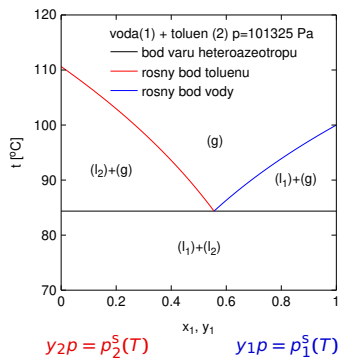 voda(1) + toluen (2) p=101325 Pa
bod varu heteroazeotropu
rosny bod toluenu
rosny bod vody
120
110
100
90
80
70
t [°C]
(g)
(l₂)+(g)
(l₁)+(g)
(l₁)+(l₂)
0 0.2 0.4 0.6 0.8 1
x₁, y₁
y₂p = p₂ˢ(T) y₁p = p₁ˢ(T)